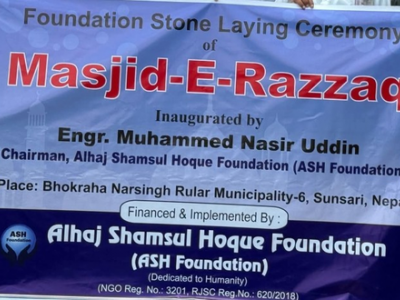 Foundation Stone Laying Ceremony
of
Masjid-E-Razzaq
Inaugurated by
Engr. Muhammed Nasir Uddin
Chairman, Alhaj Shamsul Hoque Foundation (ASH Foundation
Place: Bhokraha Narsingh Rular Municipality-6, Sunsari, Nepa
Financed & Implemented By :
ASH
Alhaj Shamsul Hoque Foundation
(ASH Foundation)
(Dedicated to Humanity)
(NGO Reg. No.: 3201, RJSC Reg.No.: 620/2018)